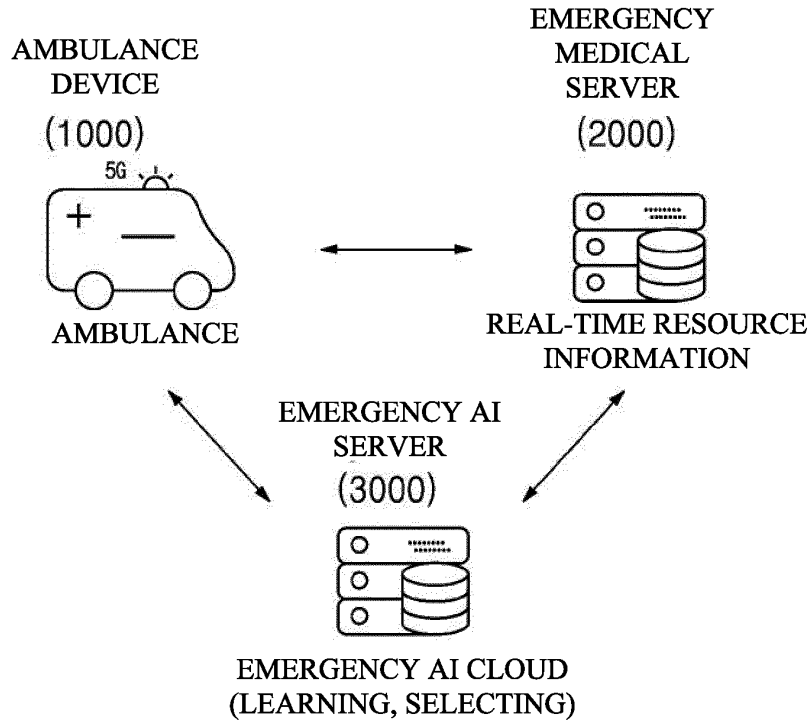 AMBULANCE
DEVICE
(1000)
5G
AMBULANCE
EMERGENCY
MEDICAL
SERVER
(2000)
REAL-TIME RESOURCE
INFORMATION
EMERGENCY AI
SERVER
(3000)
EMERGENCY AI CLOUD
(LEARNING, SELECTING)